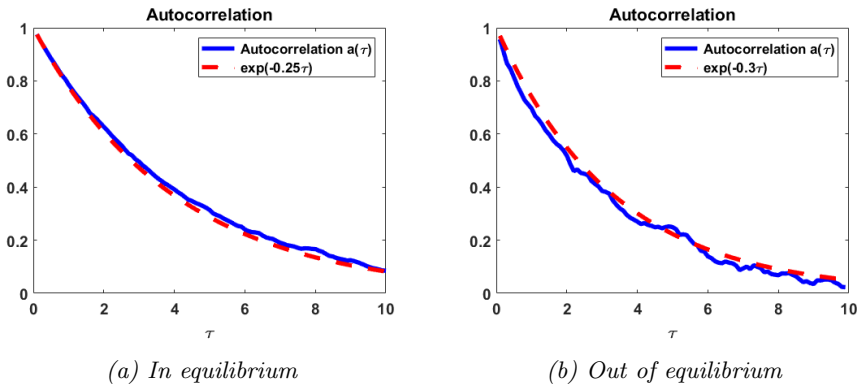 Autocorrelation
1
0.8
0.6
0.4
0.2
0
0 2 4 6 8 10
τ
Autocorrelation a(τ)
exp(-0.25τ)
(a) In equilibrium
Autocorrelation
1
0.8
0.6
0.4
0.2
0
0 2 4 6 8 10
τ
Autocorrelation a(τ)
exp(-0.3τ)
(b) Out of equilibrium